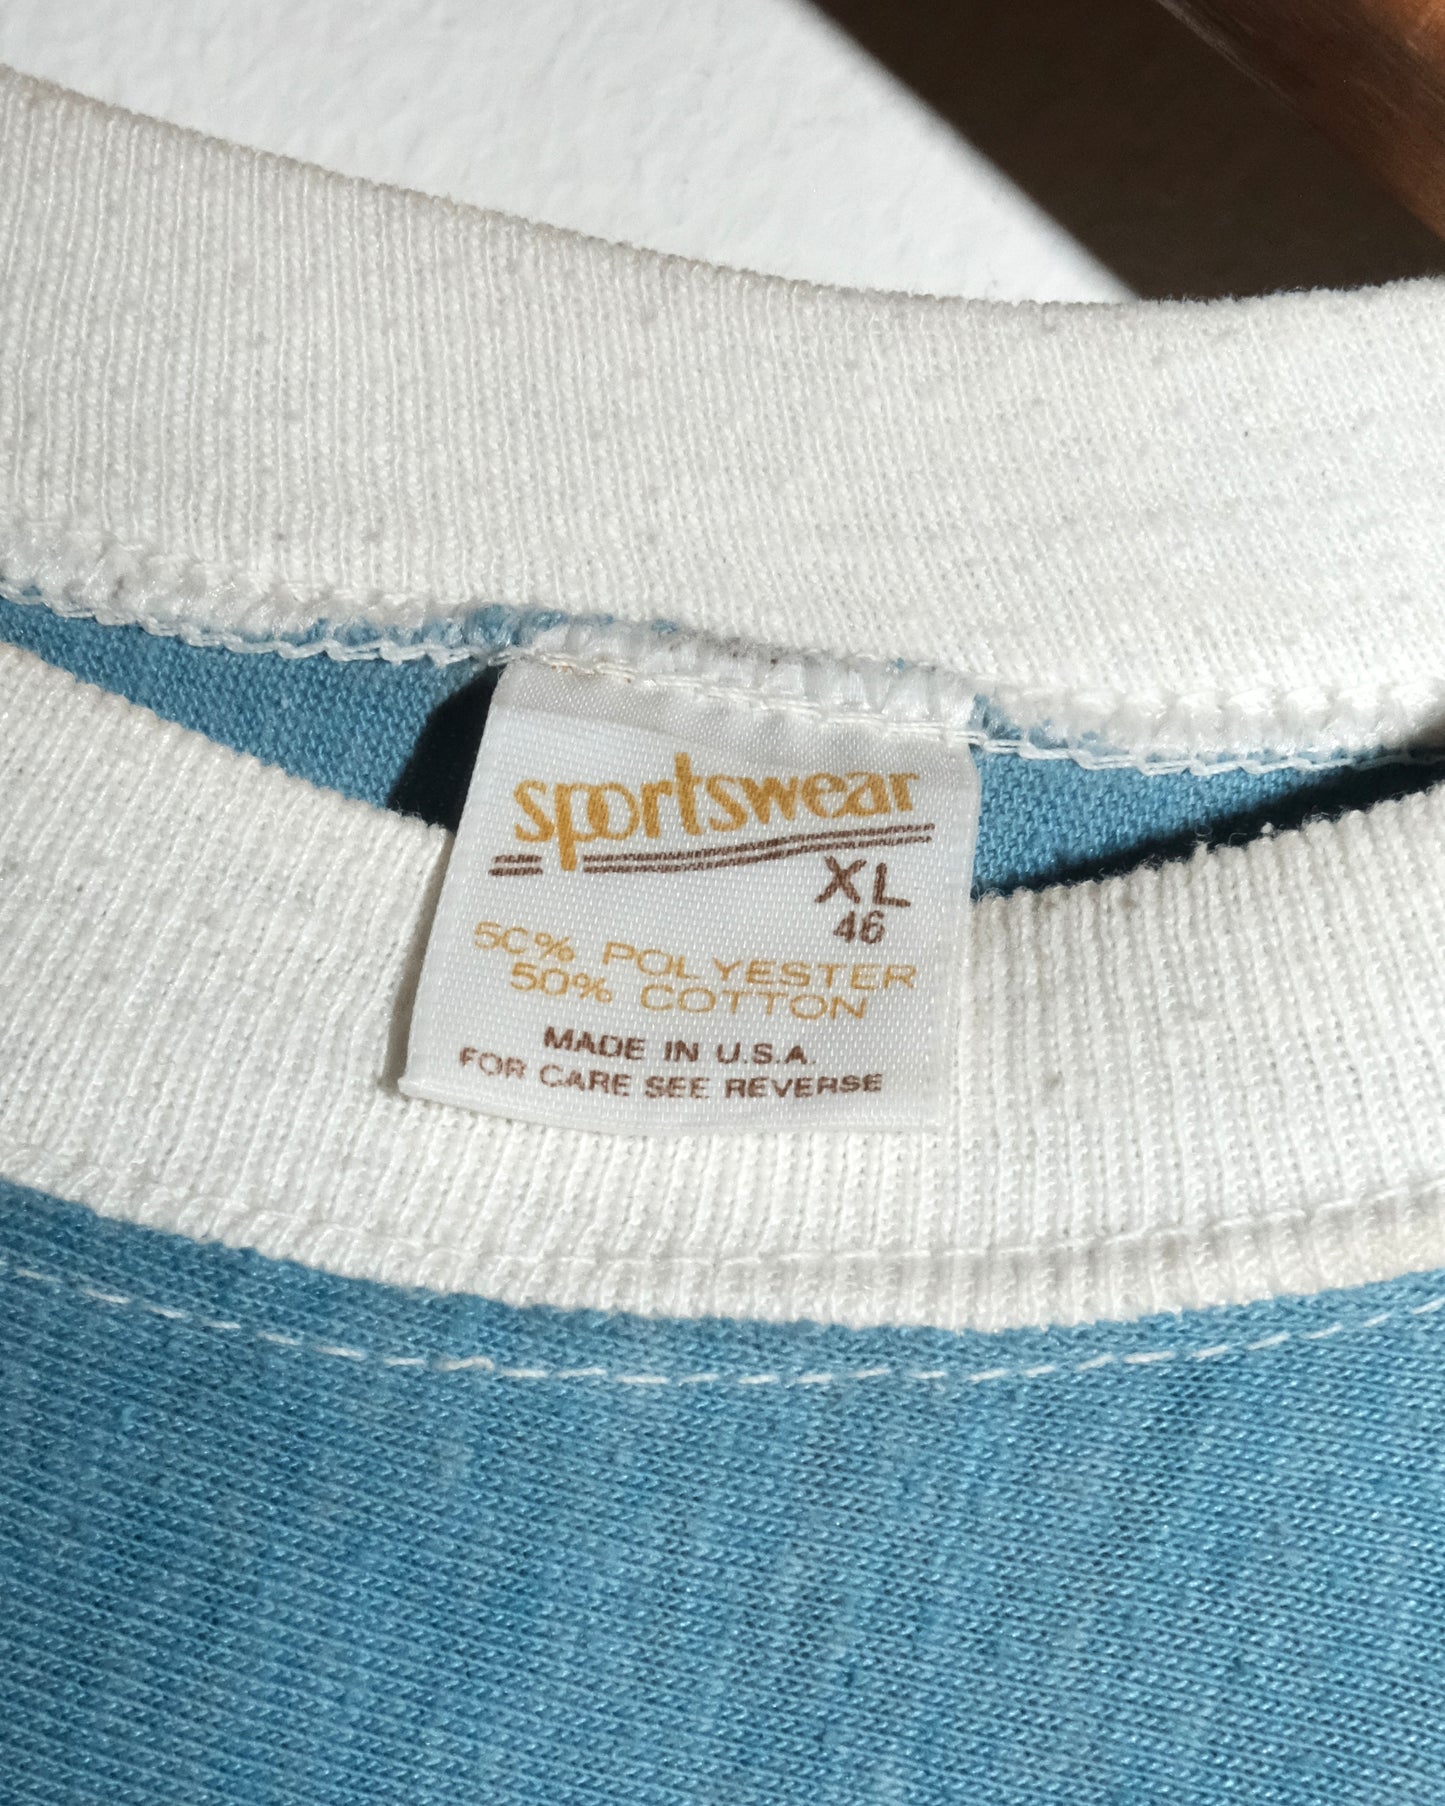 sportswear
XL
46
50% POLYESTER
50% COTTON
MADE IN U.S.A.
FOR CARE SEE REVERSE